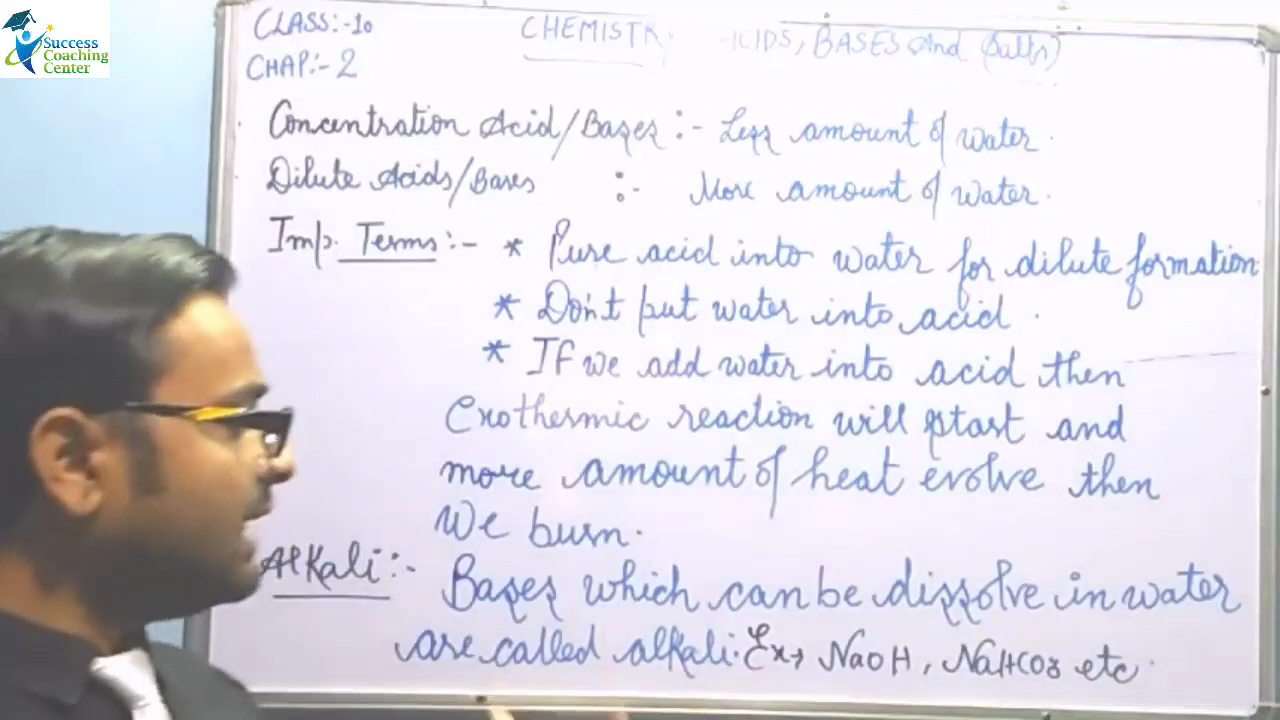 Success
Coaching
Center
CLASS:-10
CHEMISTR ACIDS, BASES and Salts
CHAP:- 2
Concentration Acid/Bases :- Less amount of water.
Dilute Acids/Bases :- More amount of water.
Imp. Terms:- * Pure acid into water for dilute formation
* Don't put water into acid.
* If we add water into acid then
Exothermic reaction will start and
more amount of heat evolve then
We burn.
Alkali:- Bases which can be dissolve in water
are called alkali. Ex→ NaOH, NaHCO3 etc.